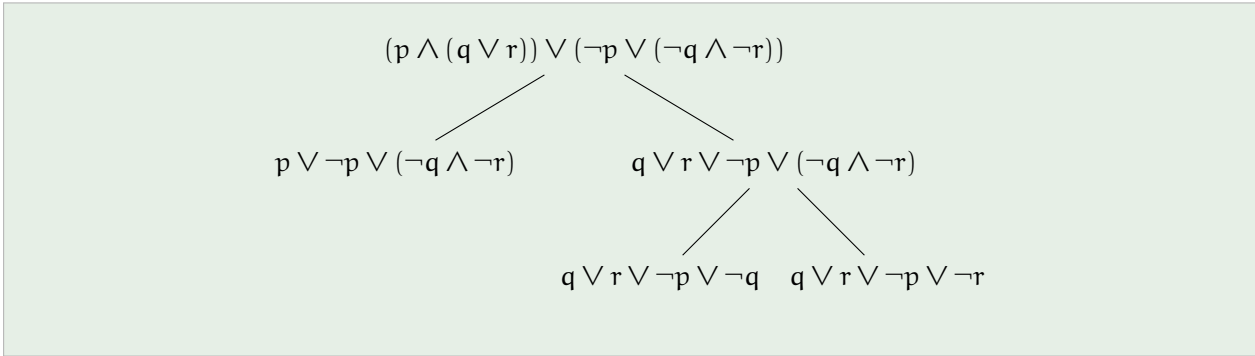 (p ∧ (q ∨ r)) ∨ (¬p ∨ (¬q ∧ ¬r))
p ∨ ¬p ∨ (¬q ∧ ¬r) q ∨ r ∨ ¬p ∨ (¬q ∧ ¬r)
q ∨ r ∨ ¬p ∨ ¬q q ∨ r ∨ ¬p ∨ ¬r